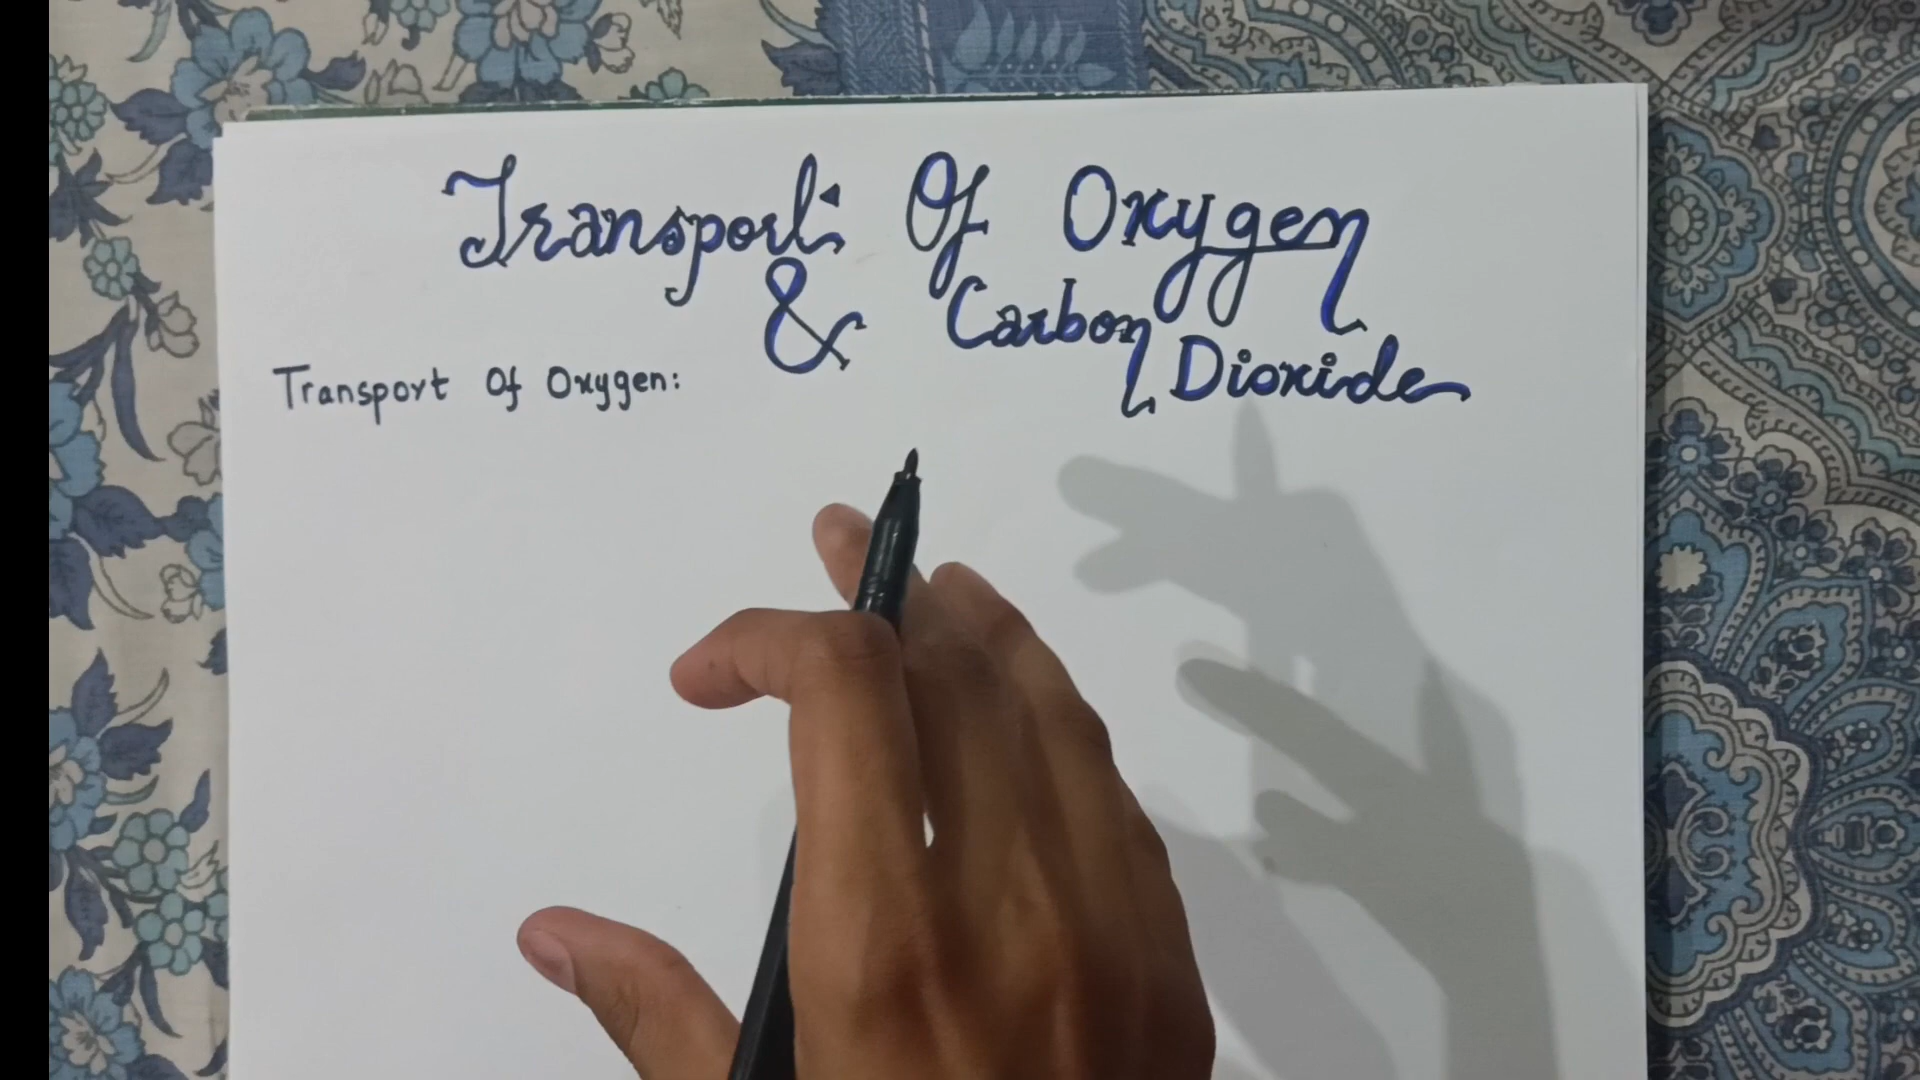 Transport Of Oxygen
& Carbon
Dioxide
Transport Of Oxygen: